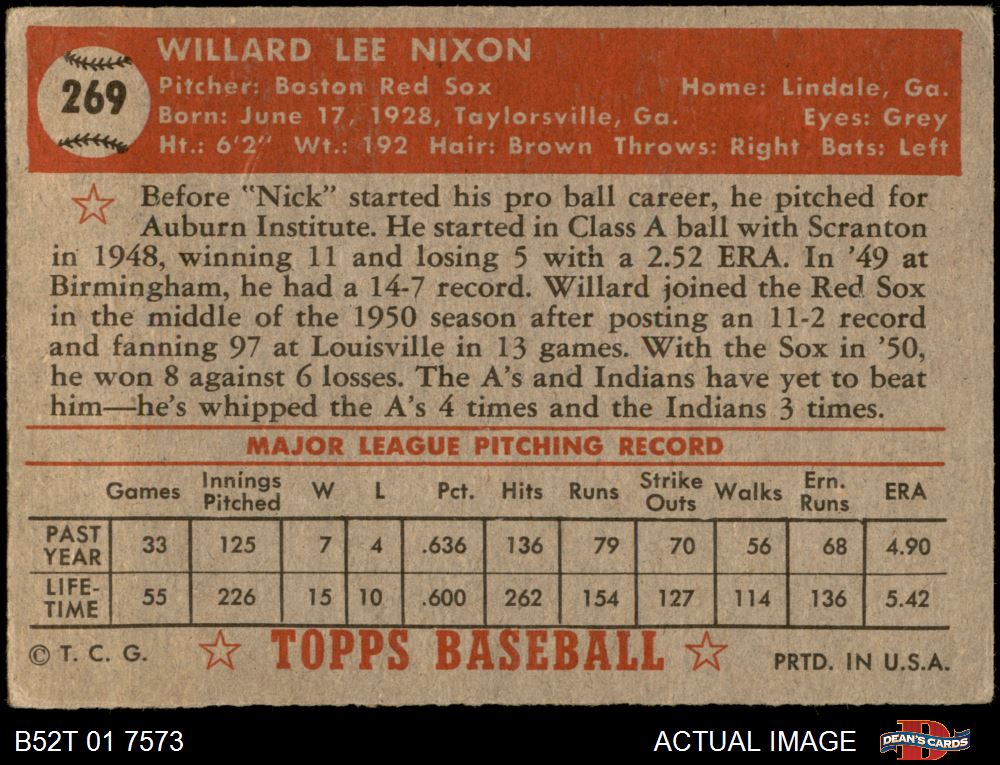 269
WILLARD LEE NIXON
Pitcher: Boston Red Sox Home: Lindale, Ga.
Born: June 17, 1928, Taylorsville, Ga. Eyes: Grey
Ht.: 6'2" Wt.: 192 Hair: Brown Throws: Right Bats: Left
Before "Nick" started his pro ball career, he pitched for
Auburn Institute. He started in Class A ball with Scranton
in 1948, winning 11 and losing 5 with a 2.52 ERA. In '49 at
Birmingham, he had a 14-7 record. Willard joined the Red Sox
in the middle of the 1950 season after posting an 11-2 record
and fanning 97 at Louisville in 13 games. With the Sox in '50,
he won 8 against 6 losses. The A's and Indians have yet to beat
him—he's whipped the A's 4 times and the Indians 3 times.
MAJOR LEAGUE PITCHING RECORD
Games Innings Pitched W L Pct. Hits Runs Strike Outs Walks Ern. Runs ERA
PAST YEAR 33 125 7 4 .636 136 79 70 56 68 4.90
LIFE-TIME 55 226 15 10 .600 262 154 127 114 136 5.42
© T. C. G. TOPPS BASEBALL PRTD. IN U.S.A.
B52T 01 7573 ACTUAL IMAGE DEAN'S CARDS